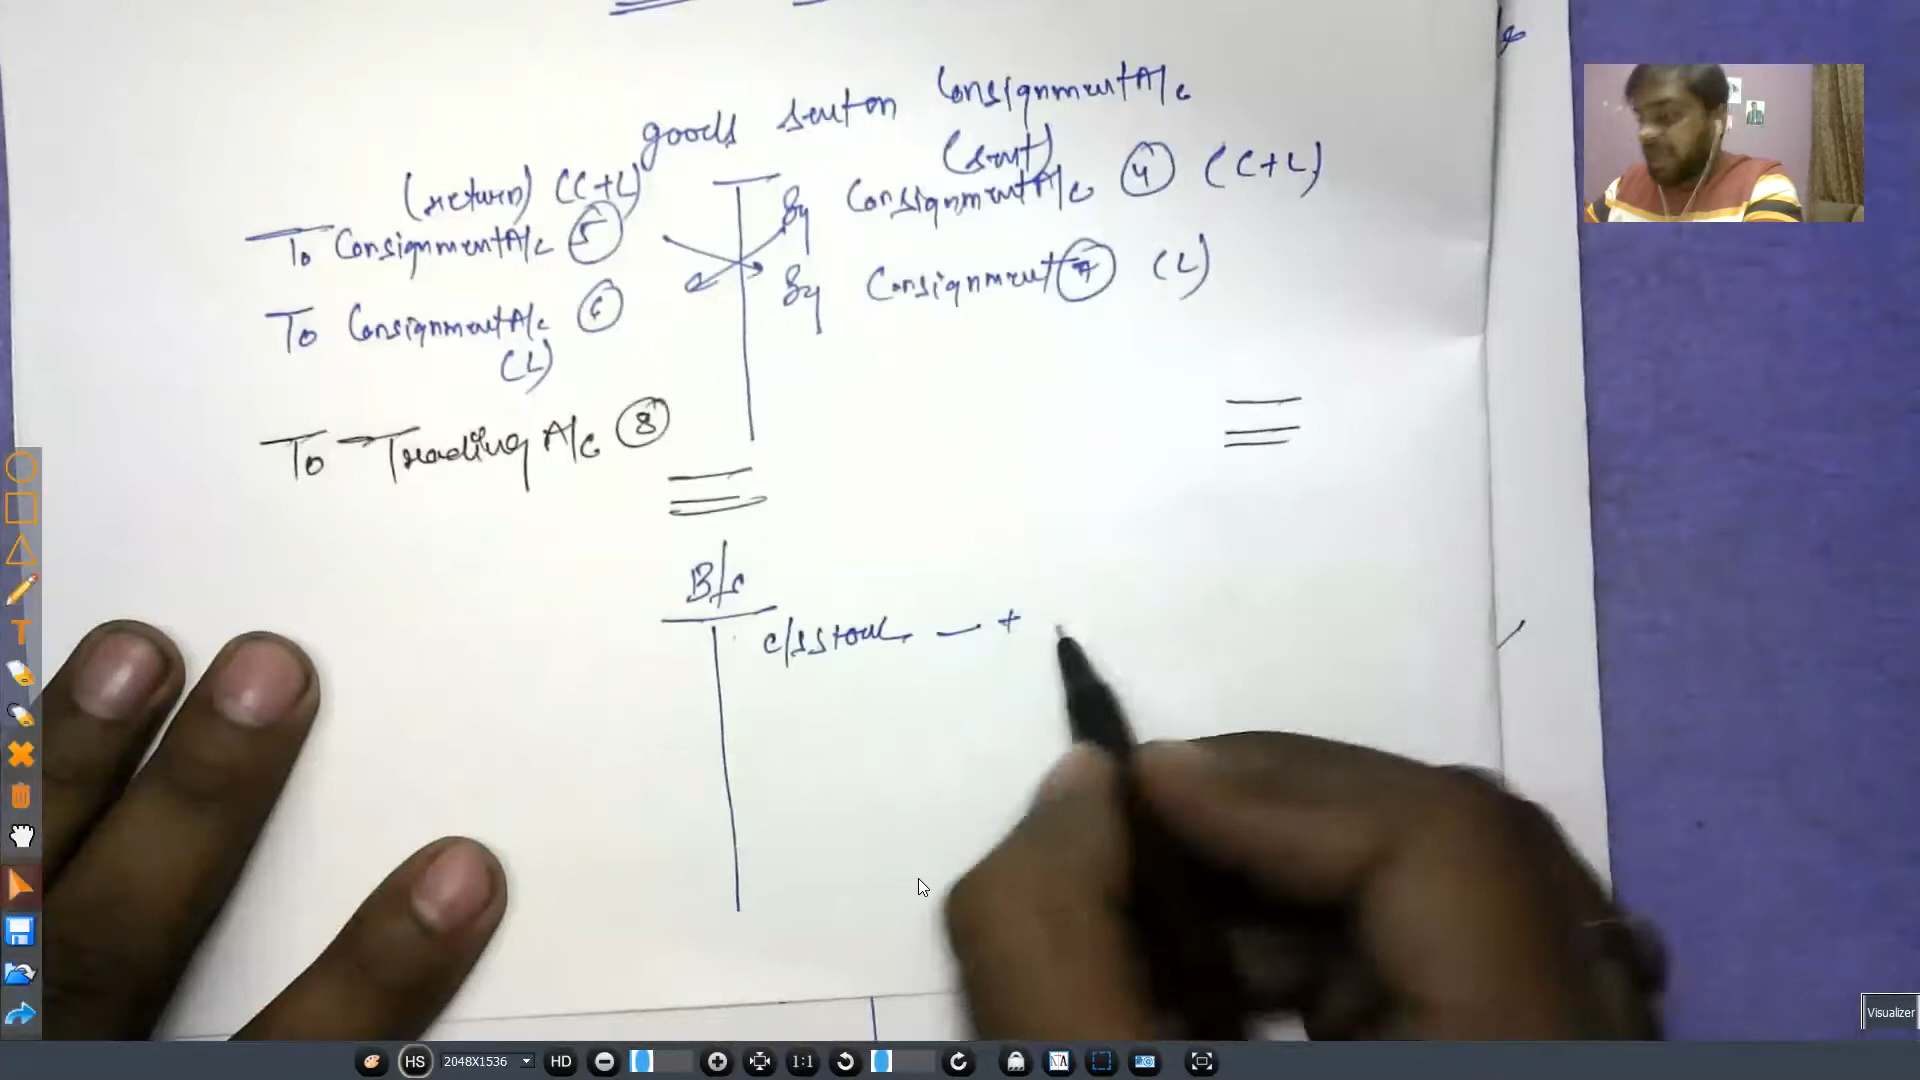 goods sent on Consignment A/c
(return) (C+L)
To Consignment A/c 5
To Consignment A/c 6
(L)
To Trading A/c 8
(sent)
By Consignment A/c 4 (C+L)
By Consignment 7 (L)
B/s
c/s stock - +
T
HS
2048X1536
HD
1:1
Visualizer